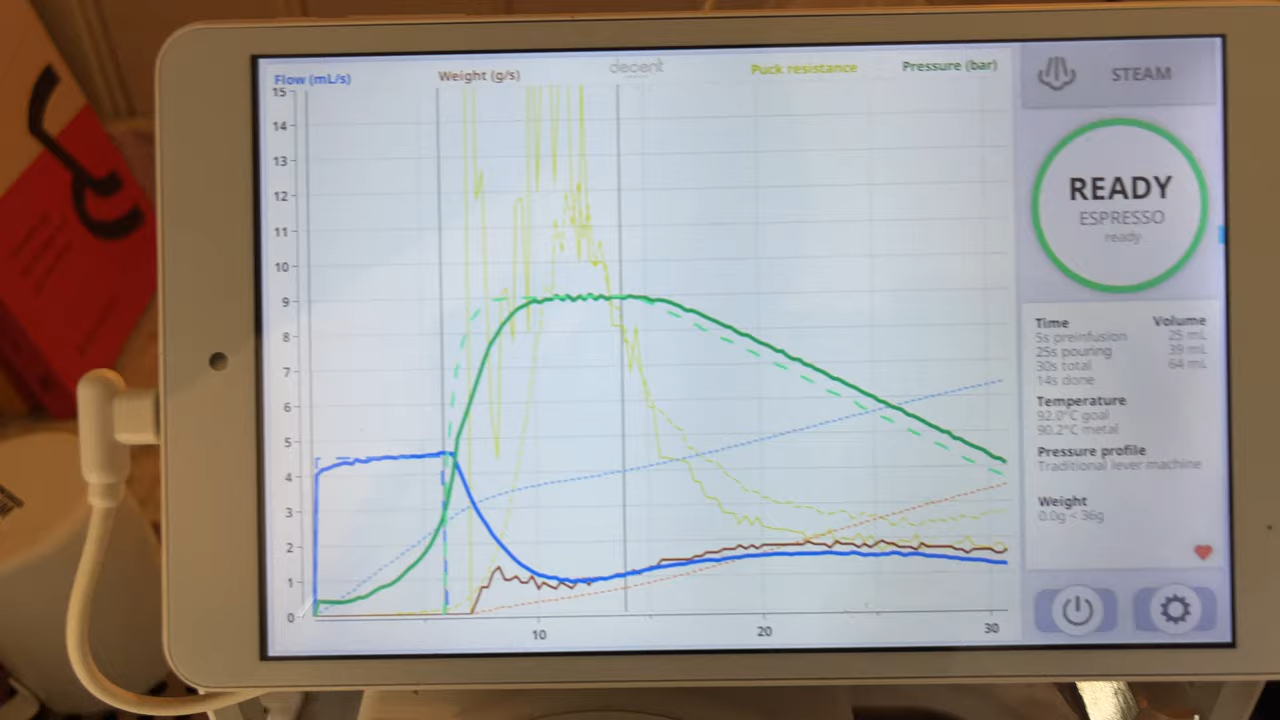 Flow (mL/s) Weight (g/s) decent Puck resistance Pressure (bar)
15
14
13
12
11
10
9
8
7
6
5
4
3
2
1
0
10 20 30
STEAM
READY
ESPRESSO
ready
Time Volume
5s preinfusion 25 mL
25s pouring 39 mL
30s total 64 mL
14s done
Temperature
92.0°C goal
90.2°C metal
Pressure profile
Traditional lever machine
Weight
0.0g < 36g